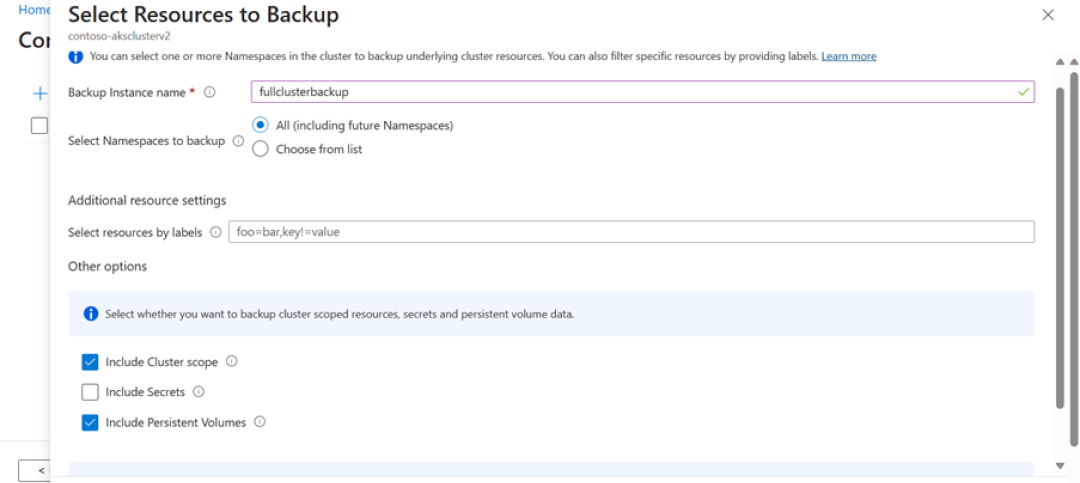 Home
Select Resources to Backup
Cor
contoso-aksclusterv2
You can select one or more Namespaces in the cluster to backup underlying cluster resources. You can also filter specific resources by providing labels. Learn more
Backup Instance name *
fullclusterbackup
Select Namespaces to backup
All (including future Namespaces)
Choose from list
Additional resource settings
Select resources by labels
foo=bar,key!=value
Other options
Select whether you want to backup cluster scoped resources, secrets and persistent volume data.
Include Cluster scope
Include Secrets
Include Persistent Volumes
<